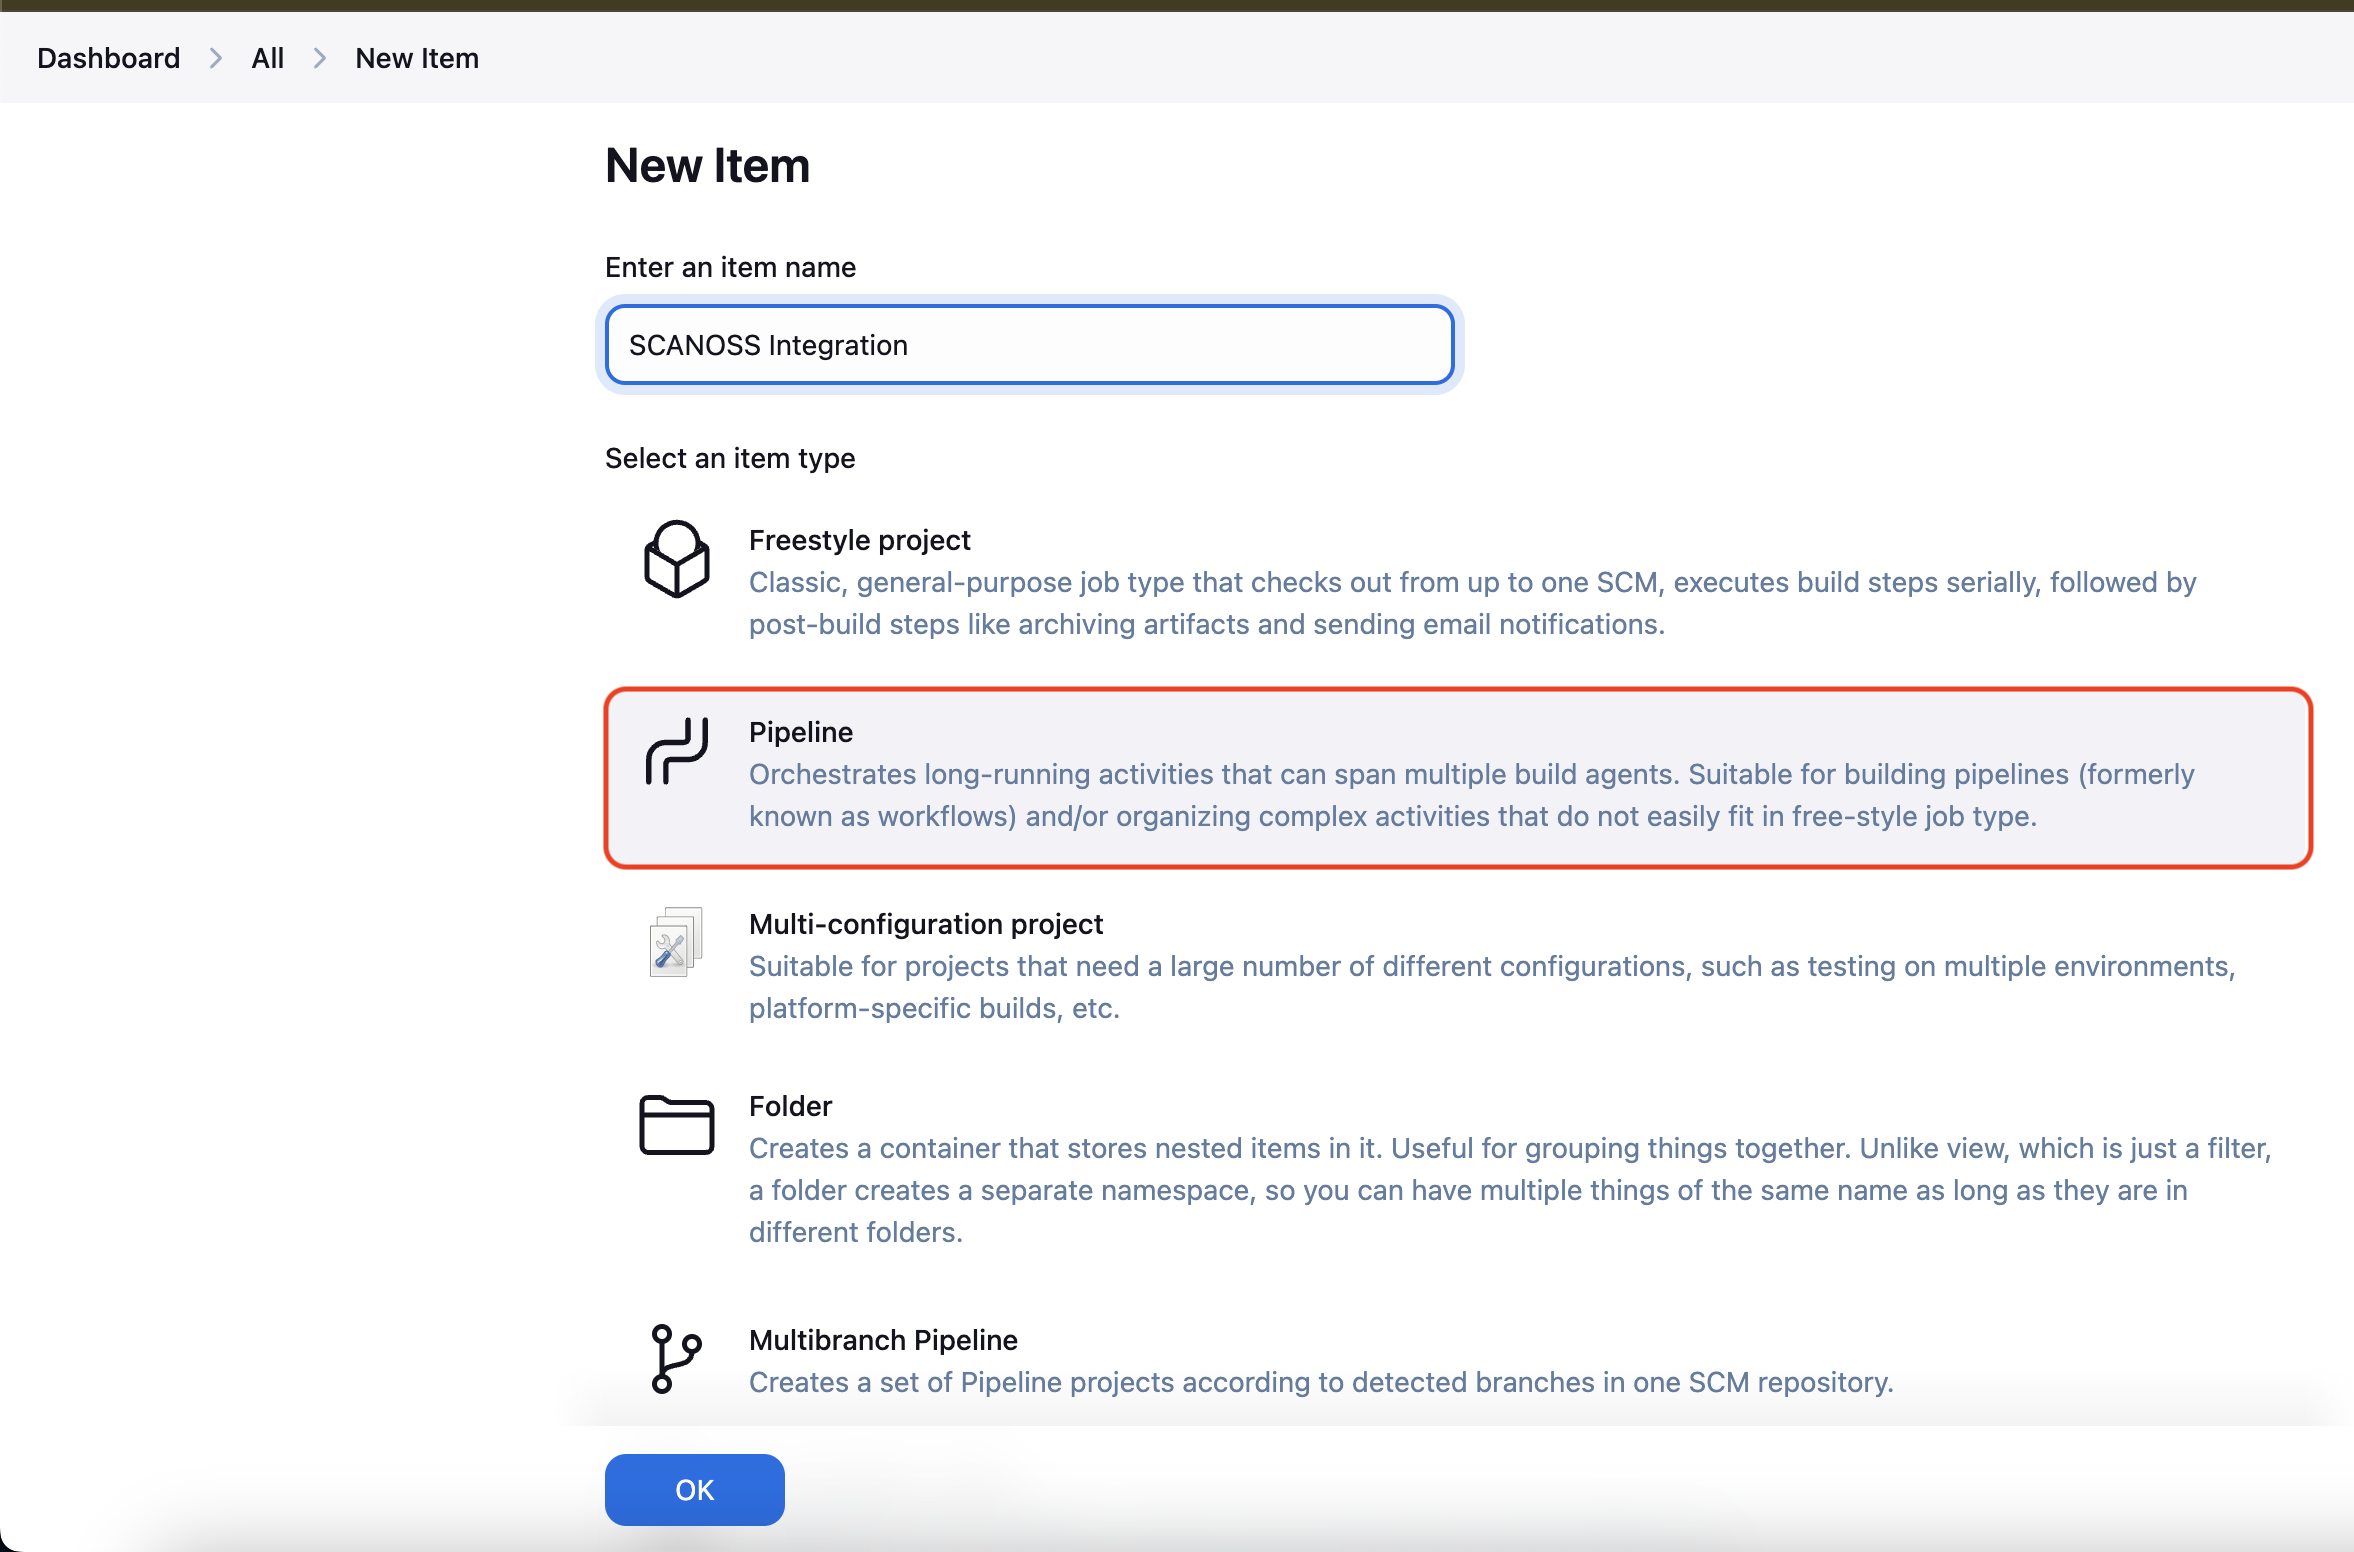 Dashboard > All > New Item
New Item
Enter an item name
SCANOSS Integration
Select an item type
Freestyle project
Classic, general-purpose job type that checks out from up to one SCM, executes build steps serially, followed by
post-build steps like archiving artifacts and sending email notifications.
Pipeline
Orchestrates long-running activities that can span multiple build agents. Suitable for building pipelines (formerly
known as workflows) and/or organizing complex activities that do not easily fit in free-style job type.
Multi-configuration project
Suitable for projects that need a large number of different configurations, such as testing on multiple environments,
platform-specific builds, etc.
Folder
Creates a container that stores nested items in it. Useful for grouping things together. Unlike view, which is just a filter,
a folder creates a separate namespace, so you can have multiple things of the same name as long as they are in
different folders.
Multibranch Pipeline
Creates a set of Pipeline projects according to detected branches in one SCM repository.
OK